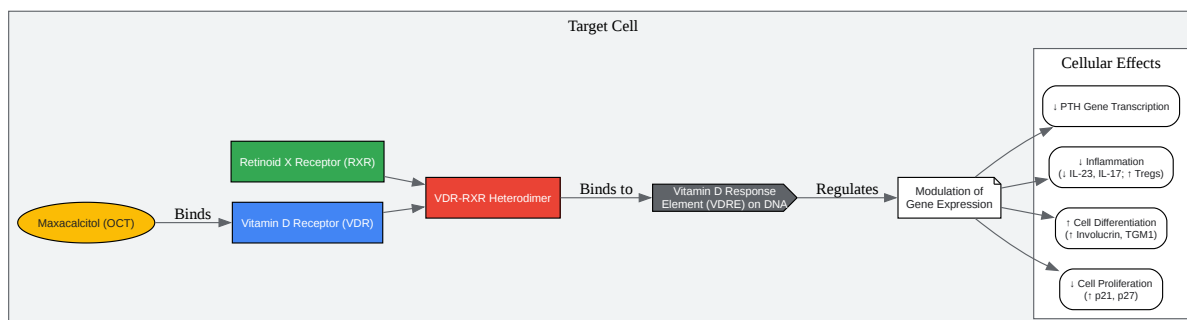 Target Cell
Cellular Effects
↓ PTH Gene Transcription
Retinoid X Receptor (RXR)
↓ Inflammation
(↓ IL-23, IL-17; ↑ Tregs)
VDR-RXR Heterodimer
Binds to
Vitamin D Response
Element (VDRE) on DNA
Regulates
Modulation of
Gene Expression
Maxacalcitol (OCT)
Binds
Vitamin D Receptor (VDR)
↑ Cell Differentiation
(↑ Involucrin, TGM1)
↓ Cell Proliferation
(↑ p21, p27)